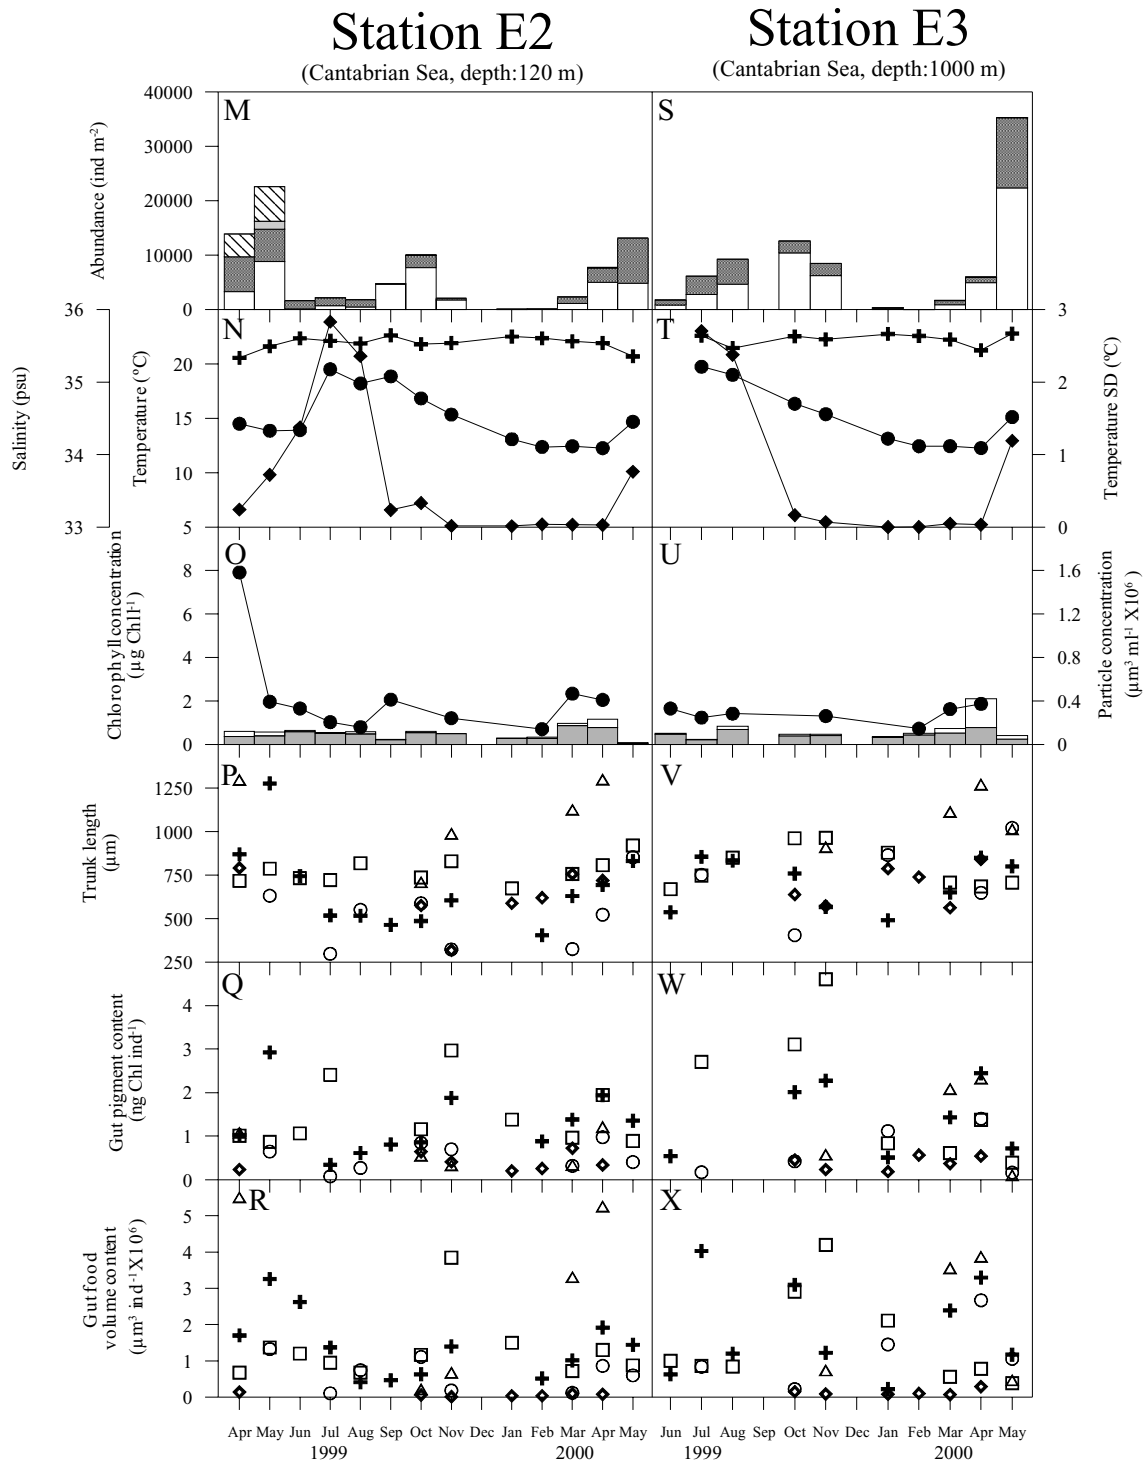 Station E2
(Cantabrian Sea, depth:120 m)
Station E3
(Cantabrian Sea, depth:1000 m)
M
S
40000
30000
20000
10000
0
Abundance (ind m-2)
N
T
36
35
34
33
Salinity (psu)
20
15
10
5
Temperature (ºC)
3
2
1
0
Temperature SD (ºC)
O
U
8
6
4
2
0
Chlorophyll concentration
(µg Chl l-1)
1.6
1.2
0.8
0.4
0
Particle concentration
(µm3 ml-1 X106)
P
V
1250
1000
750
500
250
Trunk length
(µm)
Q
W
4
3
2
1
0
Gut pigment content
(ng Chl ind-1)
R
X
5
4
3
2
1
0
Gut food
volume content
(µm3 ind-1 X106)
Apr May Jun Jul Aug Sep Oct Nov Dec Jan Feb Mar Apr May
1999 2000
Jun Jul Aug Sep Oct Nov Dec Jan Feb Mar Apr May
1999 2000